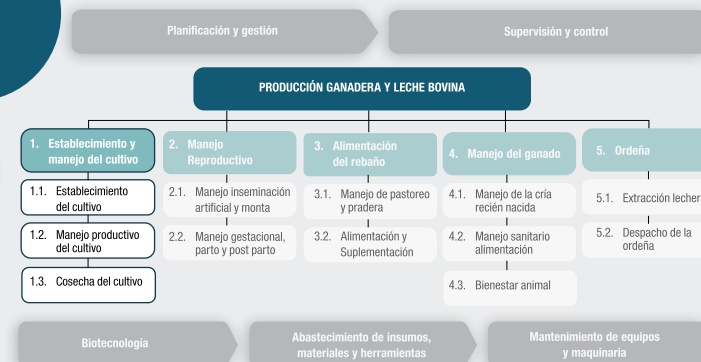 Planificación y gestión
Supervisión y control
PRODUCCIÓN GANADERA Y LECHE BOVINA
1. Establecimiento y
manejo del cultivo
1.1. Establecimiento
del cultivo
1.2. Manejo productivo
del cultivo
1.3. Cosecha del cultivo
2. Manejo
Reproductivo
2.1. Manejo inseminación
artificial y monta
2.2. Manejo gestacional,
parto y post parto
3. Alimentación
del rebaño
3.1. Manejo de pastoreo
y pradera
3.2. Alimentación y
Suplementación
4. Manejo del ganado
4.1. Manejo de la cría
recién nacida
4.2. Manejo sanitario
alimentación
4.3. Bienestar animal
5. Ordeña
5.1. Extracción lecher
5.2. Despacho de la
ordeña
Biotecnología
Abastecimiento de insumos,
materiales y herramientas
Mantenimiento de equipos
y maquinaria